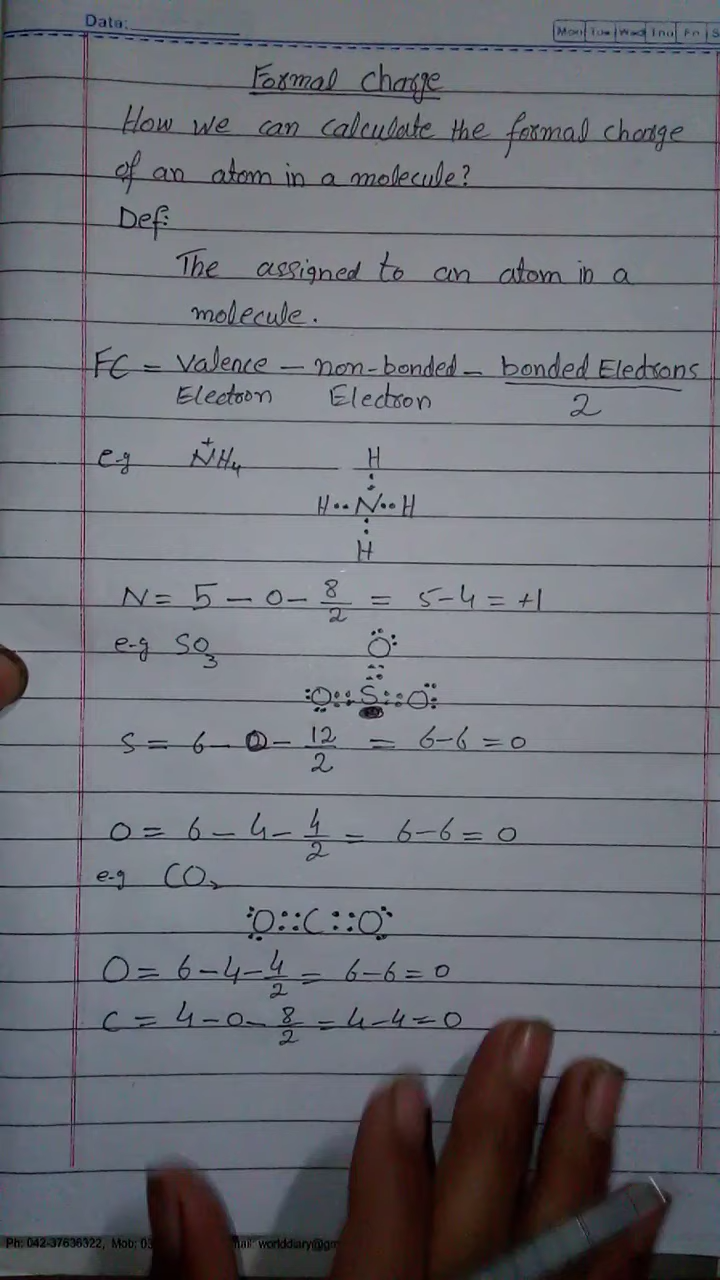 Date:
Mon Tue Wed Thu Fri S
Formal Charge
How we can calculate the formal charge
of an atom in a molecule?
Def:
The assigned to an atom in a
molecule.
FC = Valence – non-bonded – bonded Electrons
Electron Electron 2
e-g N⁺H₄
H
H··N··H
H
N = 5 – 0 – 8/2 = 5-4 = +1
e-g SO₃
:Ö:
:O::S::O:
S = 6 – 0 – 12/2 = 6-6 = 0
O = 6 – 4 – 4/2 = 6-6 = 0
e-g CO₂
:O::C::O:
O = 6-4-4/2 = 6-6 = 0
C = 4-0-8/2 = 4-4 = 0
Ph: 042-37636322, Mob: 03
ail: worlddiary@gm